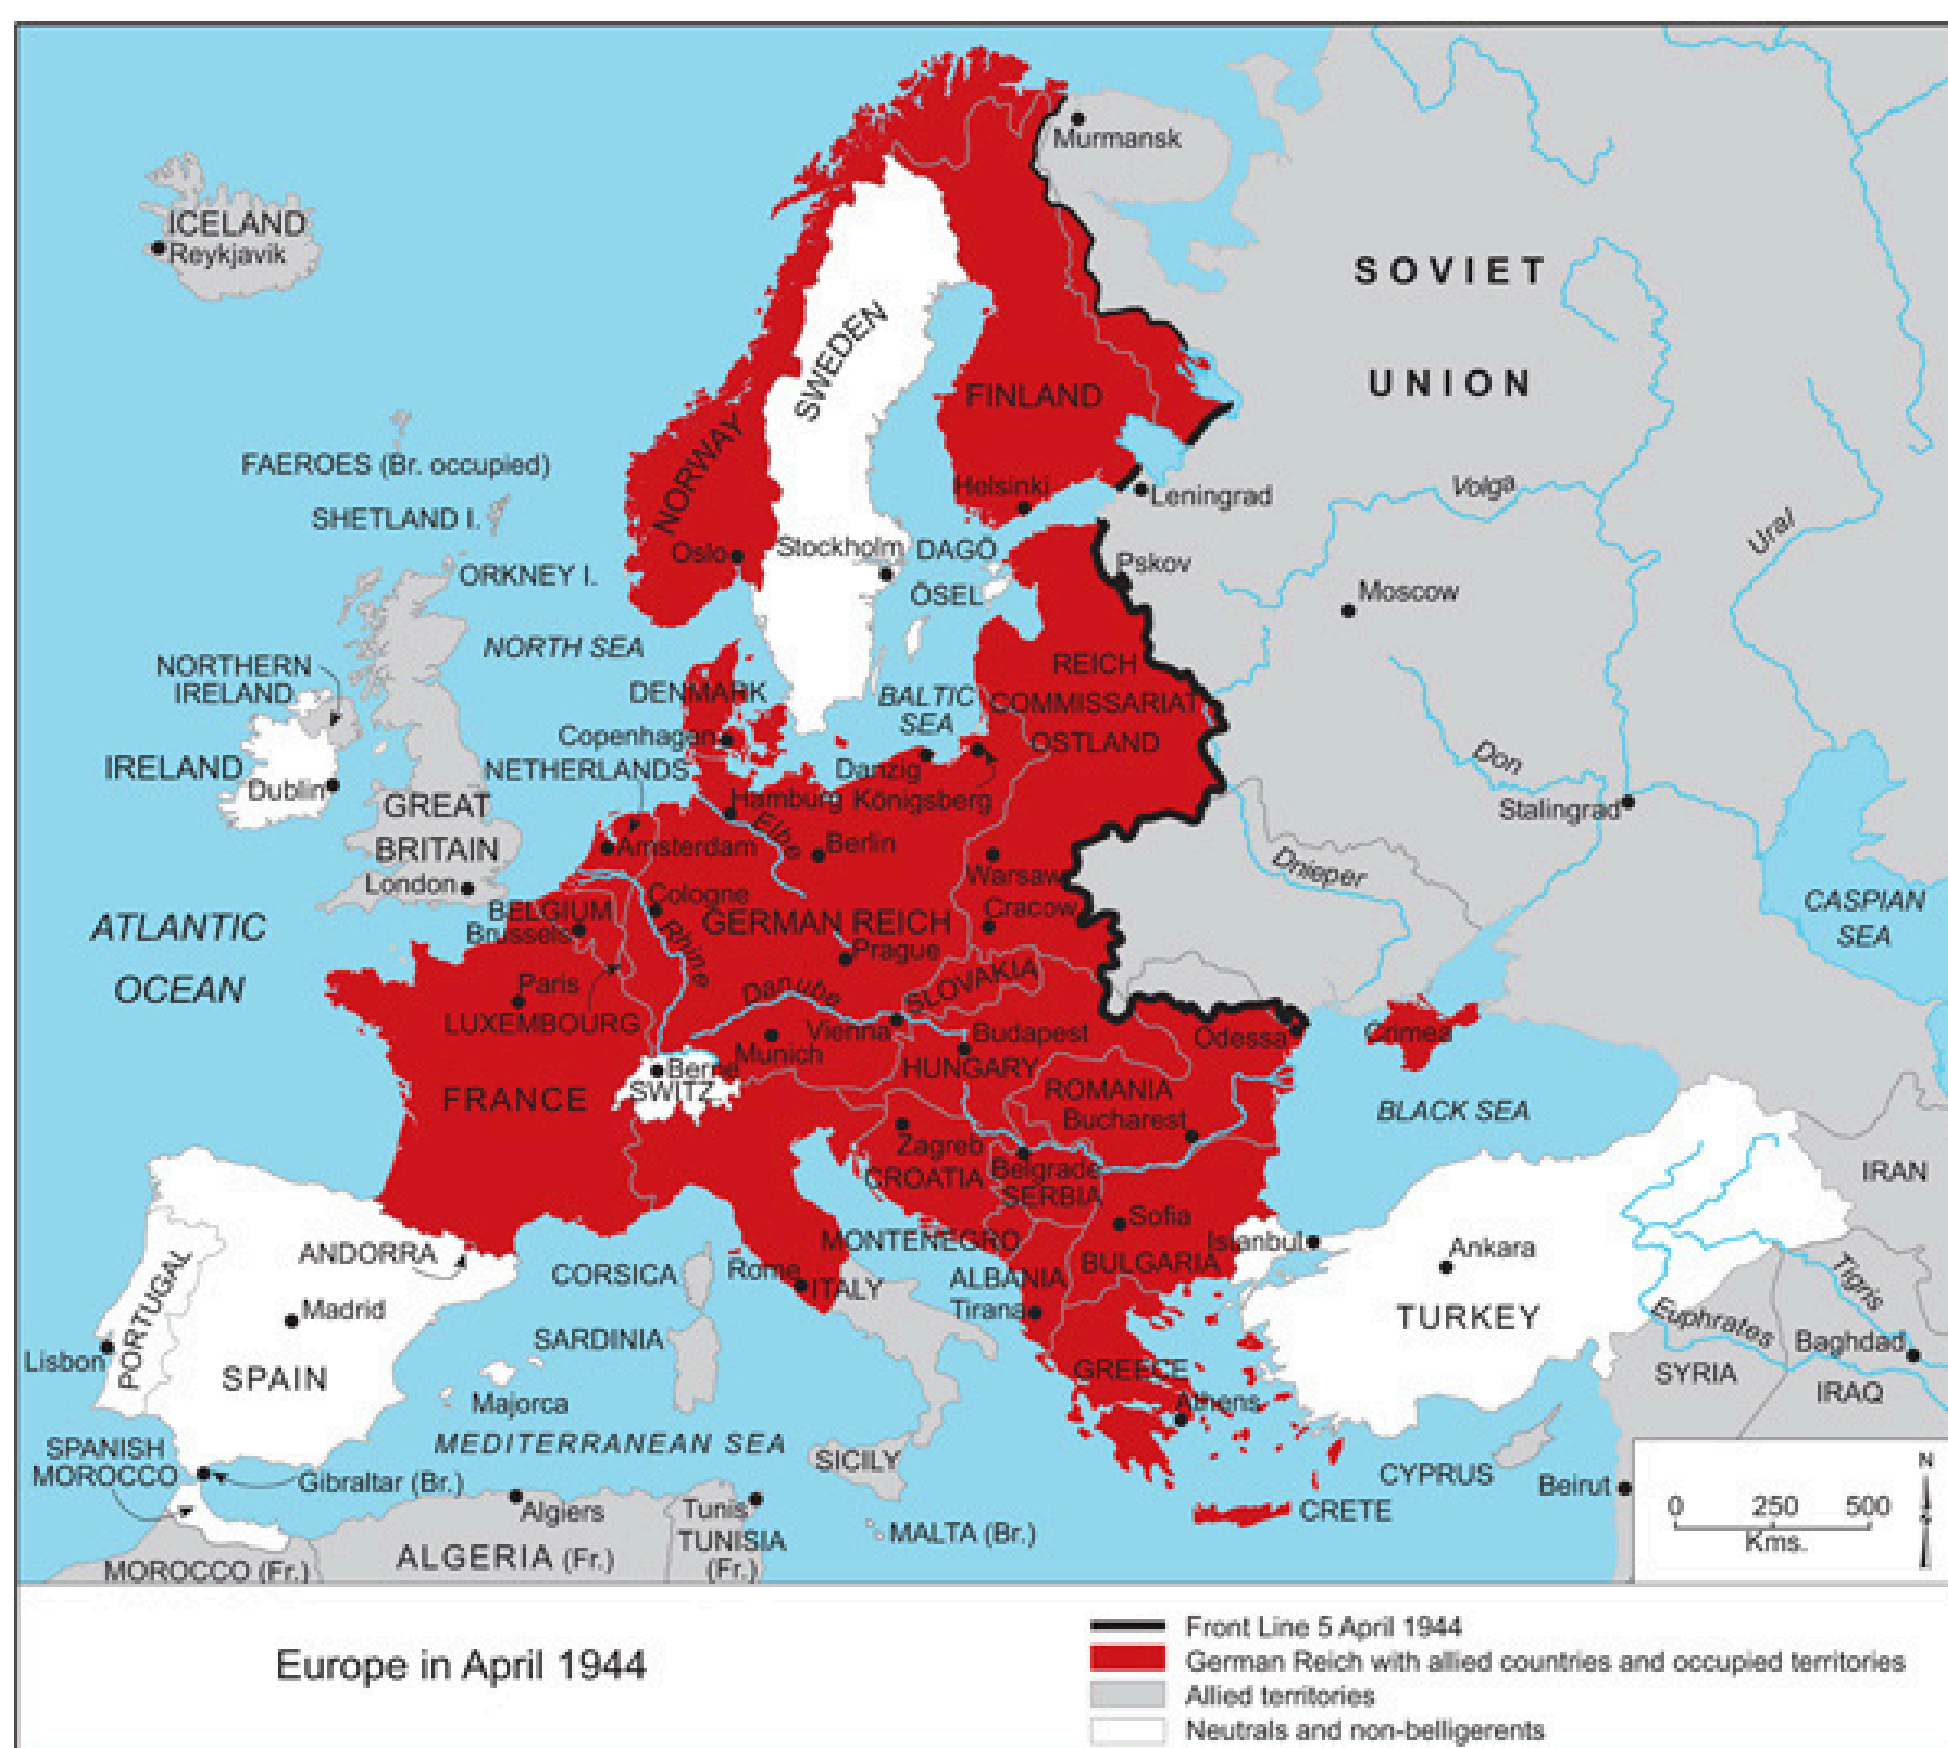 Murmansk
ICELAND
Reykjavik
SOVIET
UNION
SWEDEN
FINLAND
NORWAY
FAEROES (Br. occupied)
SHETLAND I.
Helsinki
Leningrad
Volga
Ural
Oslo
Stockholm
DAGÖ
ÖSEL
Pskov
Moscow
ORKNEY I.
NORTH SEA
NORTHERN
IRELAND
DENMARK
BALTIC
SEA
REICH
COMMISSARIAT
OSTLAND
Copenhagen
IRELAND
NETHERLANDS
Danzig
Don
Dublin
Hamburg
Königsberg
GREAT
BRITAIN
Stalingrad
Elbe
Amsterdam
Berlin
Warsaw
Dnieper
London
Cologne
BELGIUM
Brussels
GERMAN REICH
Cracow
CASPIAN
SEA
ATLANTIC
OCEAN
Rhine
Prague
Paris
LUXEMBOURG
Danube
SLOVAKIA
Vienna
Munich
Budapest
HUNGARY
Odessa
Crimea
Berne
SWITZ.
FRANCE
ROMANIA
Bucharest
BLACK SEA
Zagreb
CROATIA
Belgrade
SERBIA
IRAN
Sofia
MONTENEGRO
BULGARIA
Istanbul
Ankara
ANDORRA
CORSICA
Rome
ITALY
ALBANIA
Tirana
Tigris
PORTUGAL
Madrid
SARDINIA
TURKEY
Euphrates
Baghdad
Lisbon
SPAIN
GREECE
Athens
SYRIA
IRAQ
Majorca
MEDITERRANEAN SEA
SPANISH
MOROCCO
Gibraltar (Br.)
SICILY
CYPRUS
Beirut
CRETE
Algiers
Tunis
TUNISIA
(Fr.)
MALTA (Br.)
MOROCCO (Fr.)
ALGERIA (Fr.)
N
S
0 250 500
Kms.
Europe in April 1944
Front Line 5 April 1944
German Reich with allied countries and occupied territories
Allied territories
Neutrals and non-belligerents